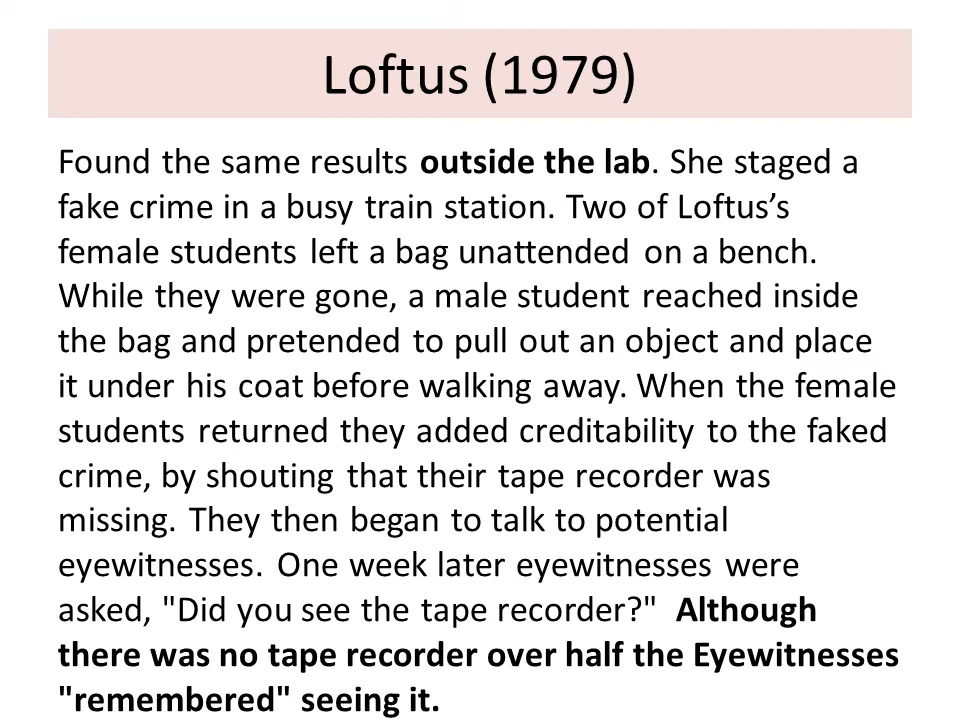 Loftus (1979)
Found the same results outside the lab. She staged a
fake crime in a busy train station. Two of Loftus’s
female students left a bag unattended on a bench.
While they were gone, a male student reached inside
the bag and pretended to pull out an object and place
it under his coat before walking away. When the female
students returned they added creditability to the faked
crime, by shouting that their tape recorder was
missing. They then began to talk to potential
eyewitnesses. One week later eyewitnesses were
asked, "Did you see the tape recorder?" Although
there was no tape recorder over half the Eyewitnesses
"remembered" seeing it.